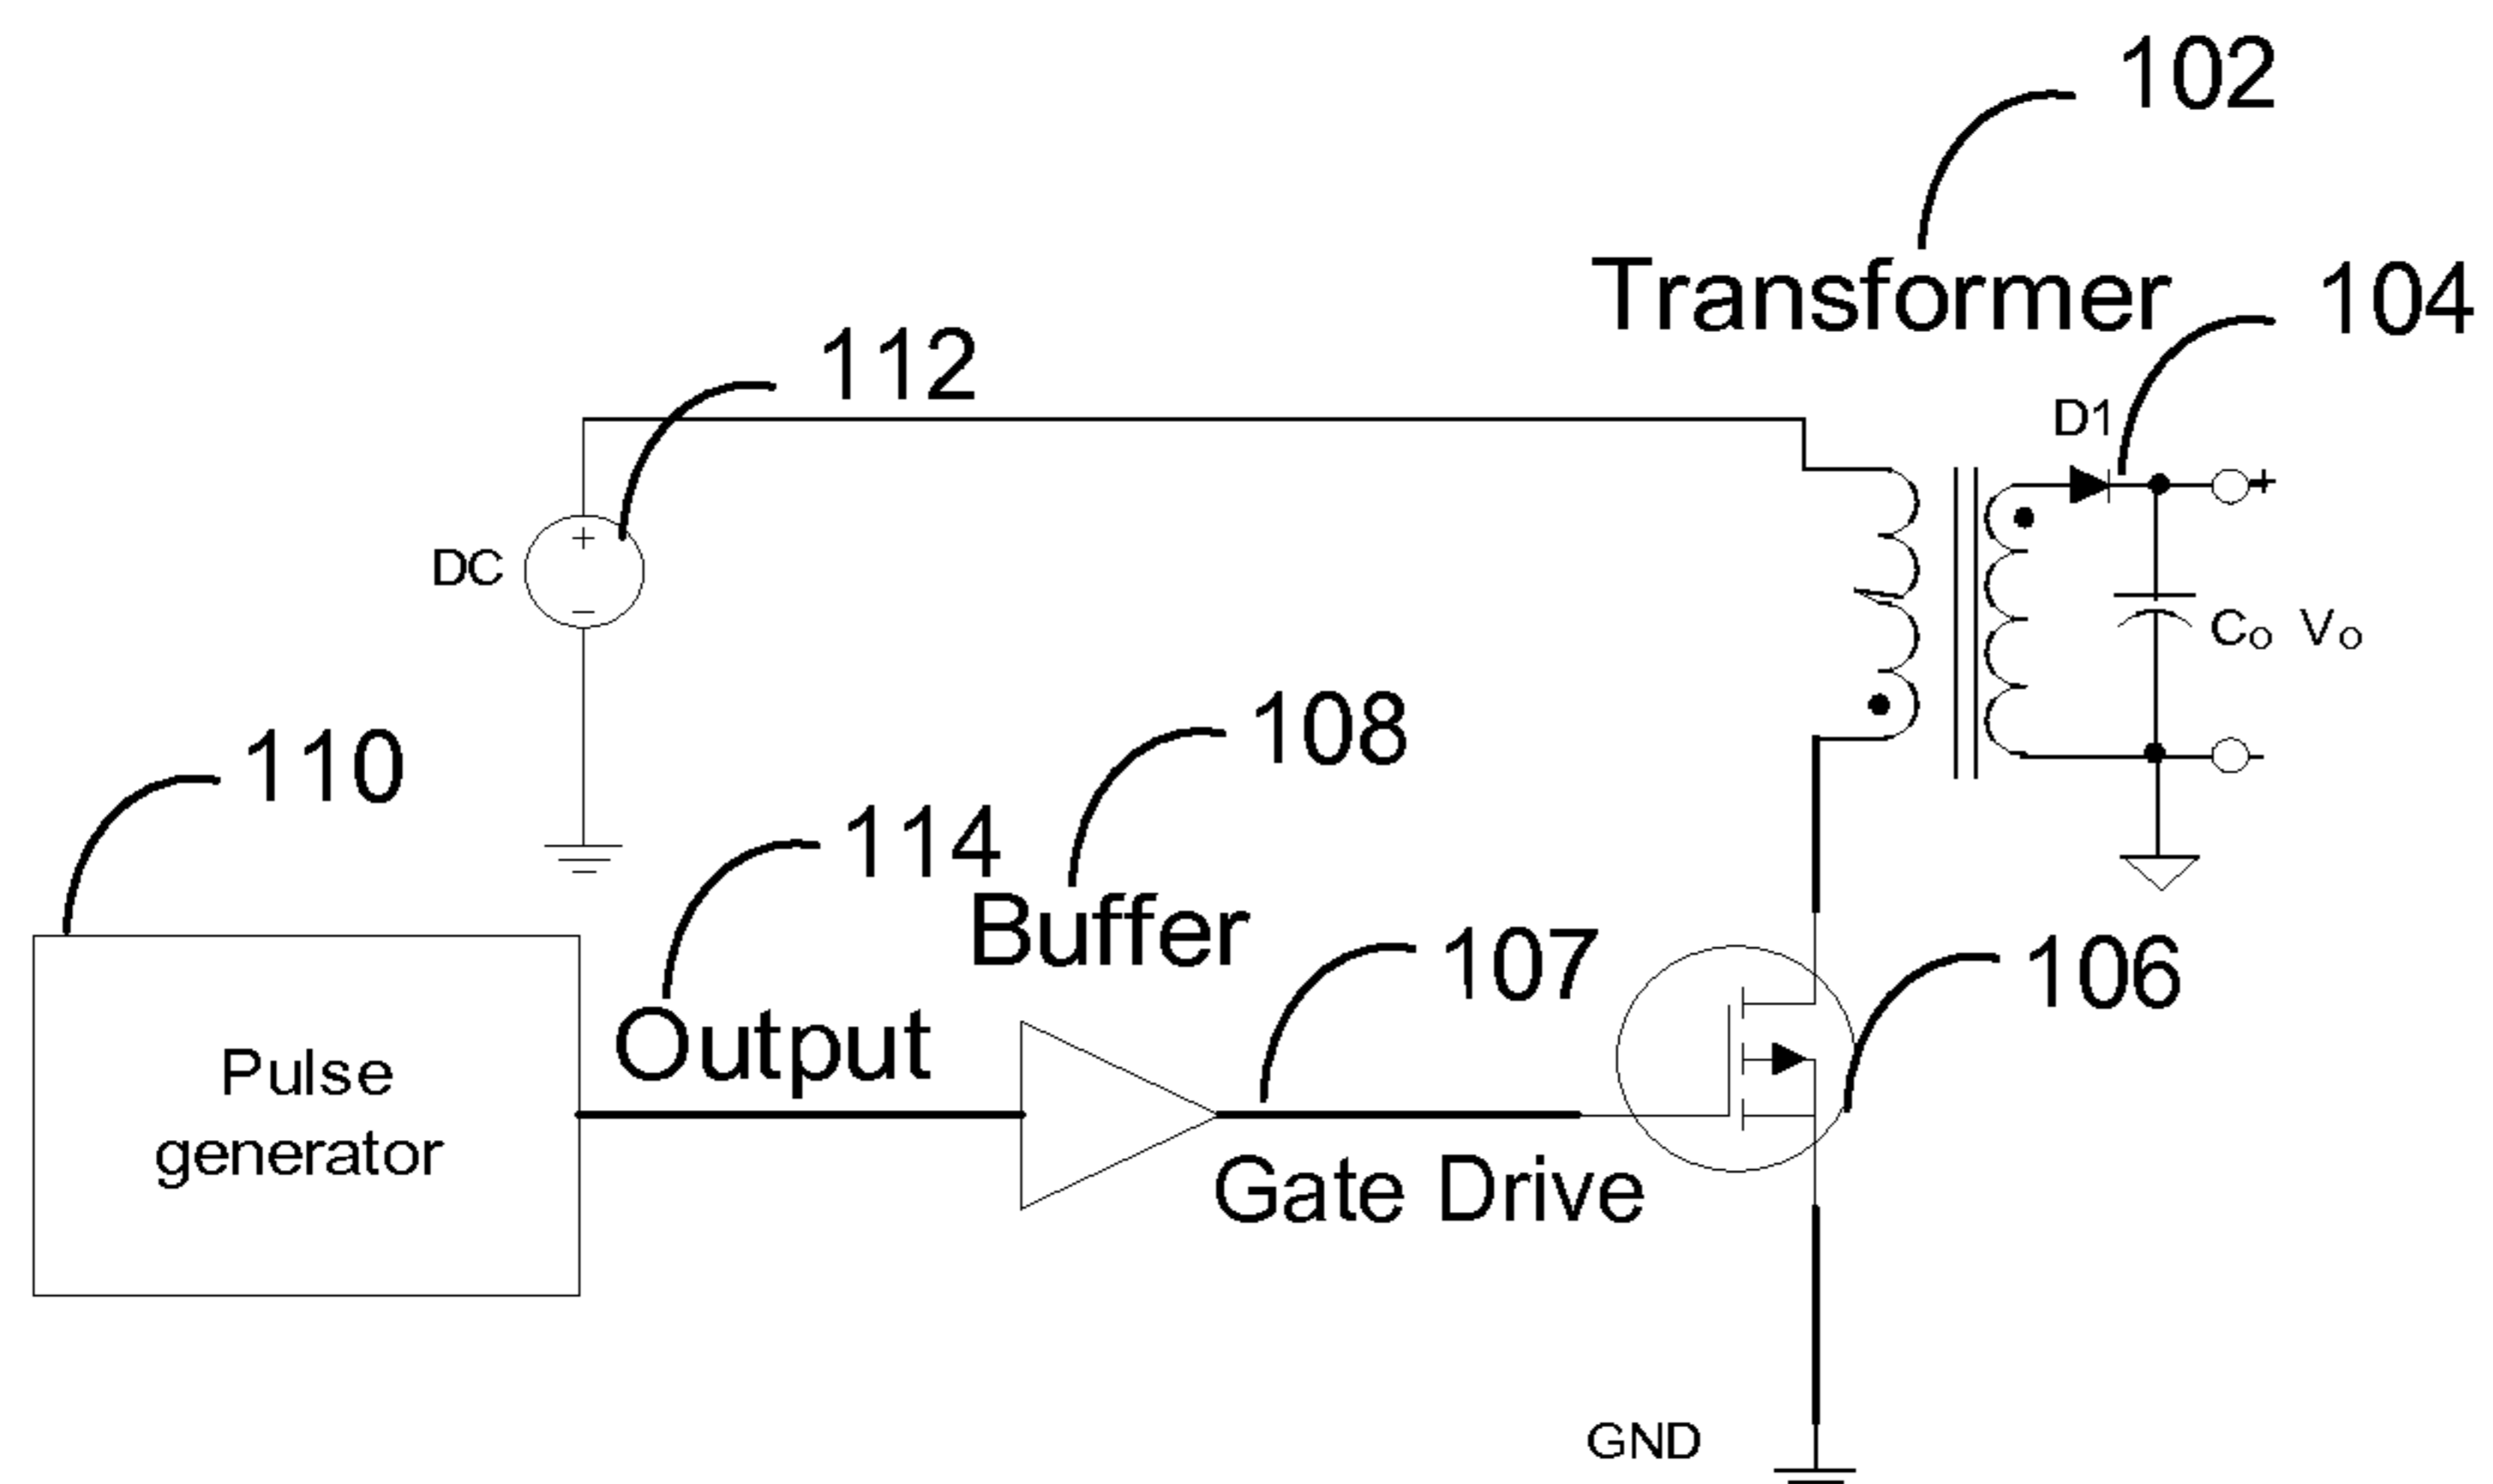 102
Transformer
104
112
D1
+
DC
+
−
Co Vo
108
110
114
Buffer
107
106
-
Output
Pulse
generator
Gate Drive
GND